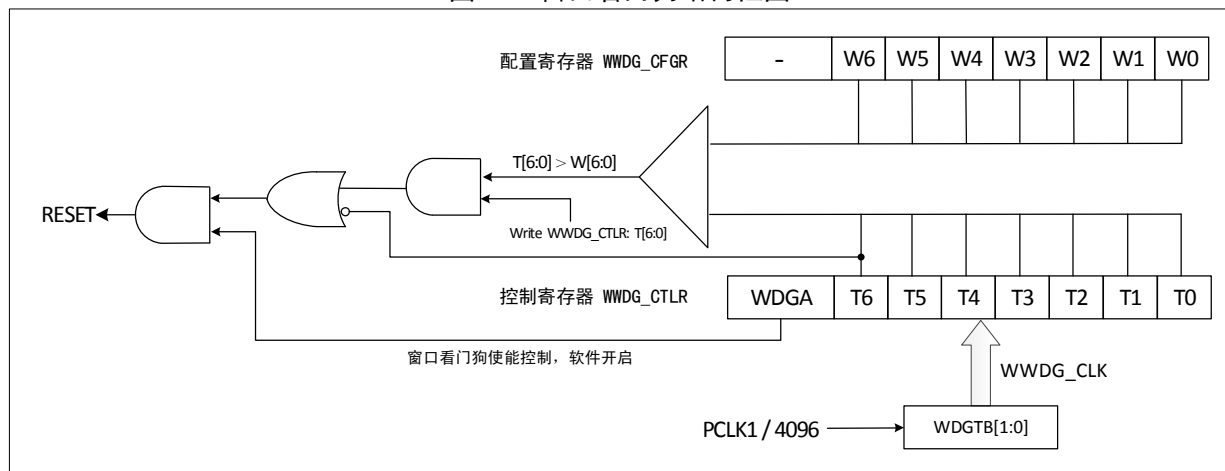 配置寄存器 WWDG_CFGR
- W6 W5 W4 W3 W2 W1 W0
T[6:0] > W[6:0]
RESET
Write WWDG_CTLR: T[6:0]
控制寄存器 WWDG_CTLR
WDGA T6 T5 T4 T3 T2 T1 T0
窗口看门狗使能控制，软件开启
WWDG_CLK
PCLK1 / 4096
WDGTB[1:0]